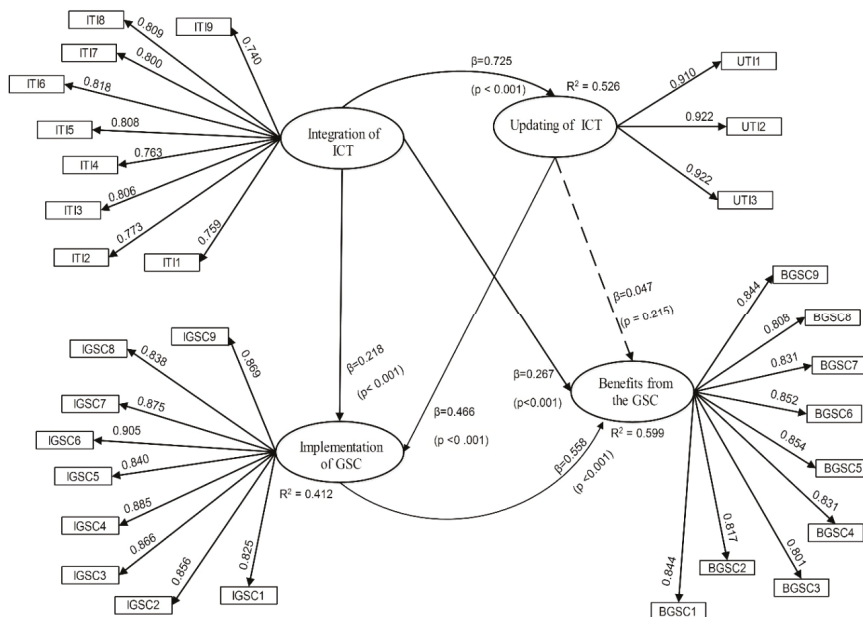 ITI8
0.809
ITI9
0.740
ITI7
0.800
ITI6
0.818
ITI5
0.808
ITI4
0.763
ITI3
0.806
ITI2
0.773
ITI1
0.759
Integration of
ICT
β=0.725
(p < 0.001)
R² = 0.526
Updating of ICT
0.910
UTI1
0.922
UTI2
0.922
UTI3
β=0.218
(p< 0.001)
β=0.466
(p <0 .001)
β=0.267
(p<0.001)
β=0.047
(p = 0.215)
β=0.558
(p <0.001)
IGSC9
0.869
IGSC8
0.838
IGSC7
0.875
IGSC6
0.905
IGSC5
0.840
IGSC4
0.885
IGSC3
0.866
IGSC2
0.856
IGSC1
0.825
Implementation
of GSC
R² = 0.412
Benefits from
the GSC
R² = 0.599
0.844
BGSC9
0.808
BGSC8
0.831
BGSC7
0.852
BGSC6
0.854
BGSC5
0.831
BGSC4
0.801
BGSC3
0.817
BGSC2
0.844
BGSC1